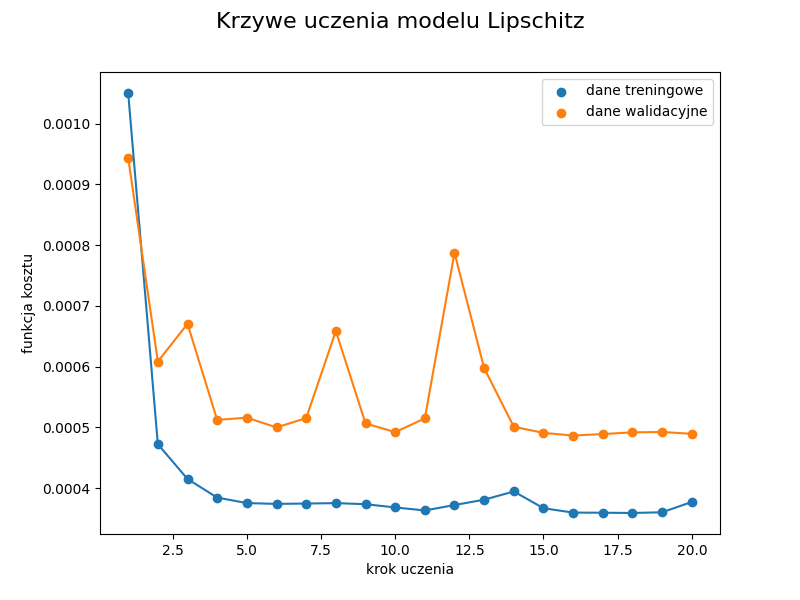 Krzywe uczenia modelu Lipschitz
dane treningowe
dane walidacyjne
0.0010
0.0009
0.0008
0.0007
0.0006
0.0005
0.0004
funkcja kosztu
2.5 5.0 7.5 10.0 12.5 15.0 17.5 20.0
krok uczenia